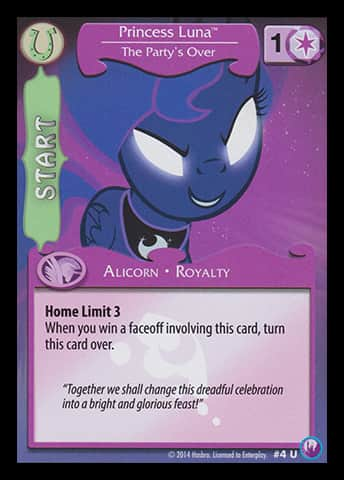 Princess Luna™
The Party's Over
1
START
Alicorn • Royalty
Home Limit 3
When you win a faceoff involving this card, turn
this card over.
"Together we shall change this dreadful celebration
into a bright and glorious feast!"
© 2014 Hasbro. Licensed to Enterplay. #4 U